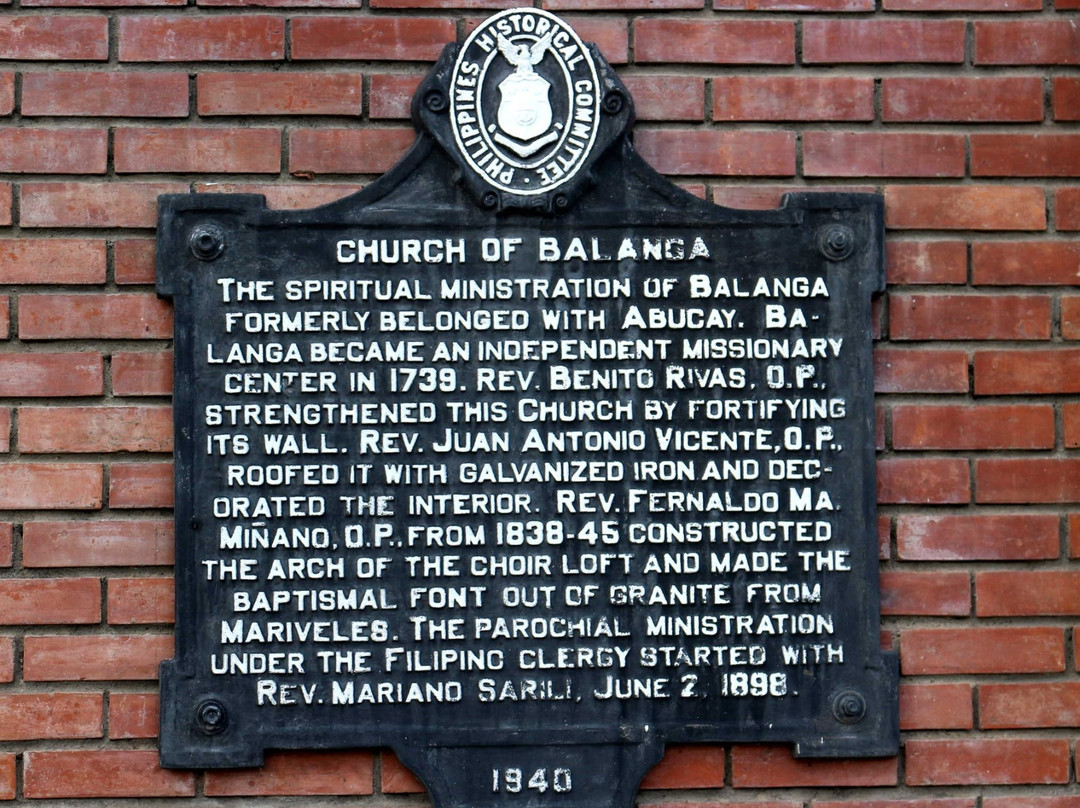 PHILIPPINES HISTORICAL COMMITTEE
CHURCH OF BALANGA
THE SPIRITUAL MINISTRATION OF BALANGA
FORMERLY BELONGED WITH ABUCAY. BA-
LANGA BECAME AN INDEPENDENT MISSIONARY
CENTER IN 1739. REV. BENITO RIVAS, O.P.,
STRENGTHENED THIS CHURCH BY FORTIFYING
ITS WALL. REV. JUAN ANTONIO VICENTE, O.P.,
ROOFED IT WITH GALVANIZED IRON AND DEC-
ORATED THE INTERIOR. REV. FERNALDO MA.
MIÑANO, O.P., FROM 1838-45 CONSTRUCTED
THE ARCH OF THE CHOIR LOFT AND MADE THE
BAPTISMAL FONT OUT OF GRANITE FROM
MARIVELES. THE PAROCHIAL MINISTRATION
UNDER THE FILIPINO CLERGY STARTED WITH
REV. MARIANO SARILI, JUNE 2, 1898.
1940